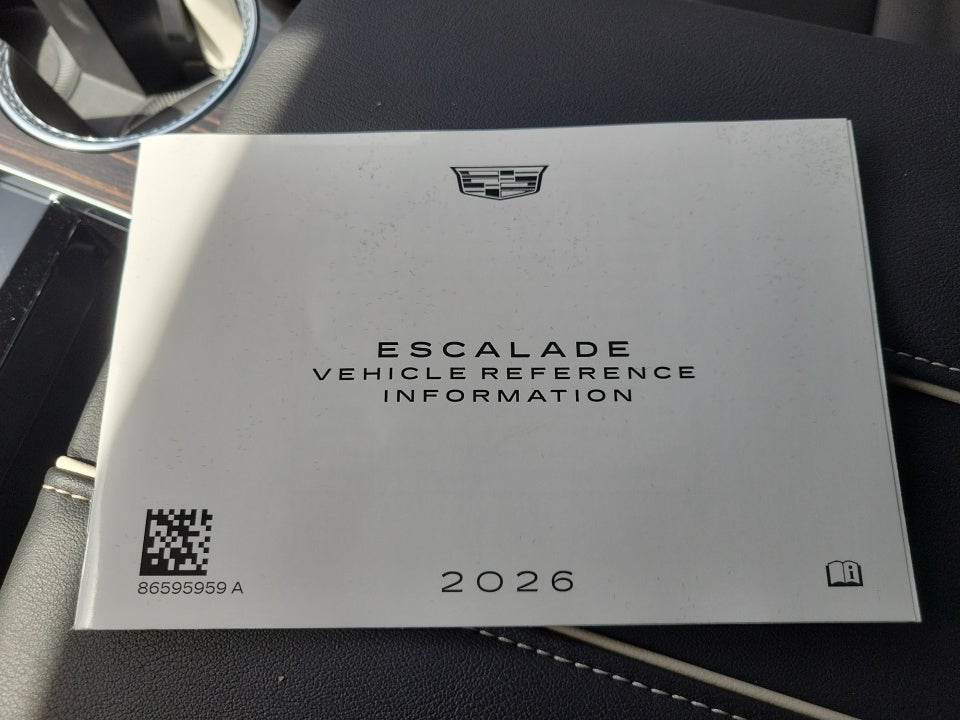 ESCALADE
VEHICLE REFERENCE
INFORMATION
86595959 A
2026